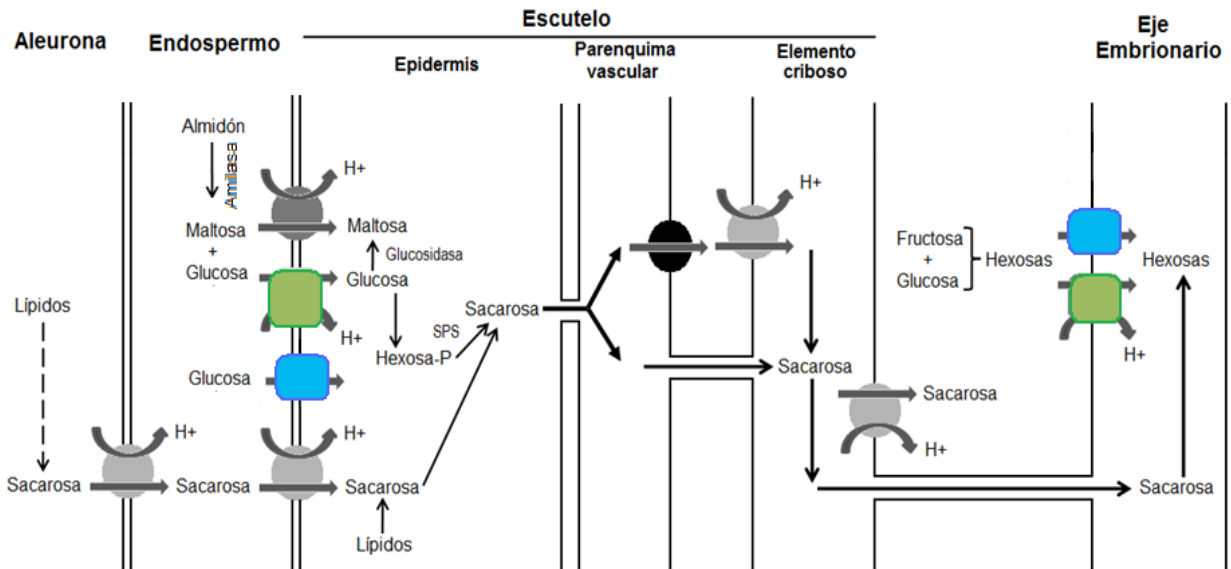 Escutelo
Aleurona
Endospermo
Eje
Embrionario
Epidermis
Parenquima
vascular
Elemento
criboso
Almidón
Amilasa
H+
Maltosa
+
Glucosa
Maltosa
Glucosidasa
Glucosa
H+
Hexosa-P
SPS
Sacarosa
Glucosa
Lípidos
Sacarosa
H+
Sacarosa
H+
Sacarosa
Lípidos
H+
Sacarosa
Sacarosa
H+
Fructosa
+
Glucosa
Hexosas
Hexosas
H+
Sacarosa